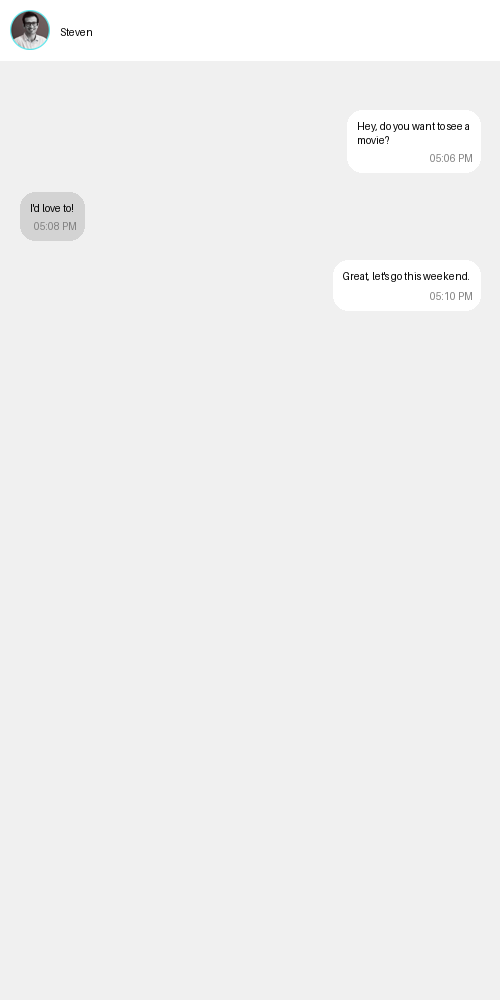 Steven
Hey, do you want to see a
movie?
05:06 PM
I'd love to!
05:08 PM
Great, let's go this weekend.
05:10 PM